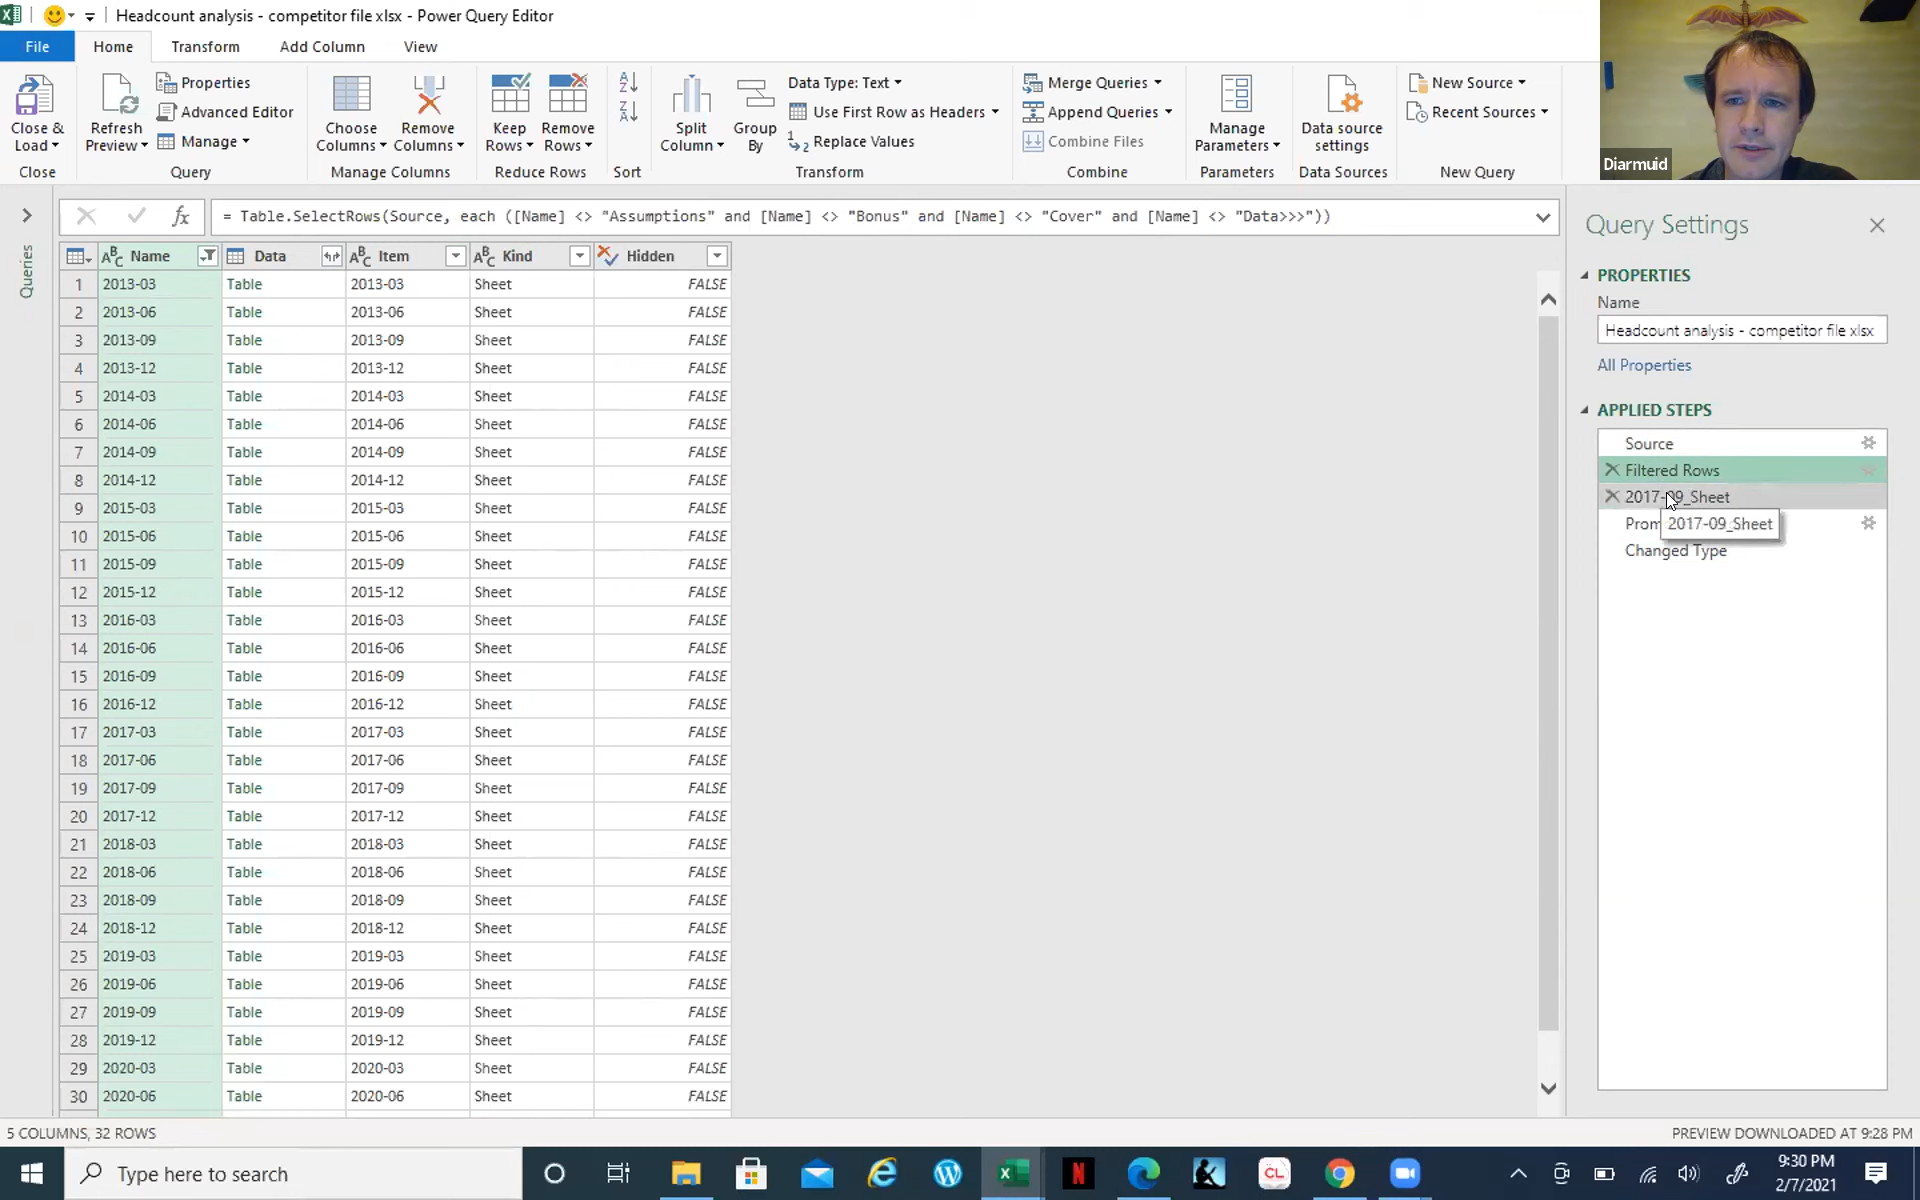 Headcount analysis - competitor file xlsx - Power Query Editor
File Home Transform Add Column View
Close & Load
Close
Refresh Preview
Properties
Advanced Editor
Manage
Query
Choose Columns
Remove Columns
Manage Columns
Keep Rows
Remove Rows
Reduce Rows
Sort
Split Column
Group By
Data Type: Text
Use First Row as Headers
Replace Values
Transform
Merge Queries
Append Queries
Combine Files
Combine
Manage Parameters
Parameters
Data source settings
Data Sources
New Source
Recent Sources
New Query
Diarmuid
Queries
fx = Table.SelectRows(Source, each ([Name] <> "Assumptions" and [Name] <> "Bonus" and [Name] <> "Cover" and [Name] <> "Data>>>"))
Name Data Item Kind Hidden
1 2013-03 Table 2013-03 Sheet FALSE
2 2013-06 Table 2013-06 Sheet FALSE
3 2013-09 Table 2013-09 Sheet FALSE
4 2013-12 Table 2013-12 Sheet FALSE
5 2014-03 Table 2014-03 Sheet FALSE
6 2014-06 Table 2014-06 Sheet FALSE
7 2014-09 Table 2014-09 Sheet FALSE
8 2014-12 Table 2014-12 Sheet FALSE
9 2015-03 Table 2015-03 Sheet FALSE
10 2015-06 Table 2015-06 Sheet FALSE
11 2015-09 Table 2015-09 Sheet FALSE
12 2015-12 Table 2015-12 Sheet FALSE
13 2016-03 Table 2016-03 Sheet FALSE
14 2016-06 Table 2016-06 Sheet FALSE
15 2016-09 Table 2016-09 Sheet FALSE
16 2016-12 Table 2016-12 Sheet FALSE
17 2017-03 Table 2017-03 Sheet FALSE
18 2017-06 Table 2017-06 Sheet FALSE
19 2017-09 Table 2017-09 Sheet FALSE
20 2017-12 Table 2017-12 Sheet FALSE
21 2018-03 Table 2018-03 Sheet FALSE
22 2018-06 Table 2018-06 Sheet FALSE
23 2018-09 Table 2018-09 Sheet FALSE
24 2018-12 Table 2018-12 Sheet FALSE
25 2019-03 Table 2019-03 Sheet FALSE
26 2019-06 Table 2019-06 Sheet FALSE
27 2019-09 Table 2019-09 Sheet FALSE
28 2019-12 Table 2019-12 Sheet FALSE
29 2020-03 Table 2020-03 Sheet FALSE
30 2020-06 Table 2020-06 Sheet FALSE
Query Settings
PROPERTIES
Name
Headcount analysis - competitor file xlsx
All Properties
APPLIED STEPS
Source
Filtered Rows
2017-09_Sheet
Prom
2017-09_Sheet
Changed Type
5 COLUMNS, 32 ROWS
PREVIEW DOWNLOADED AT 9:28 PM
Type here to search
CL
9:30 PM
2/7/2021